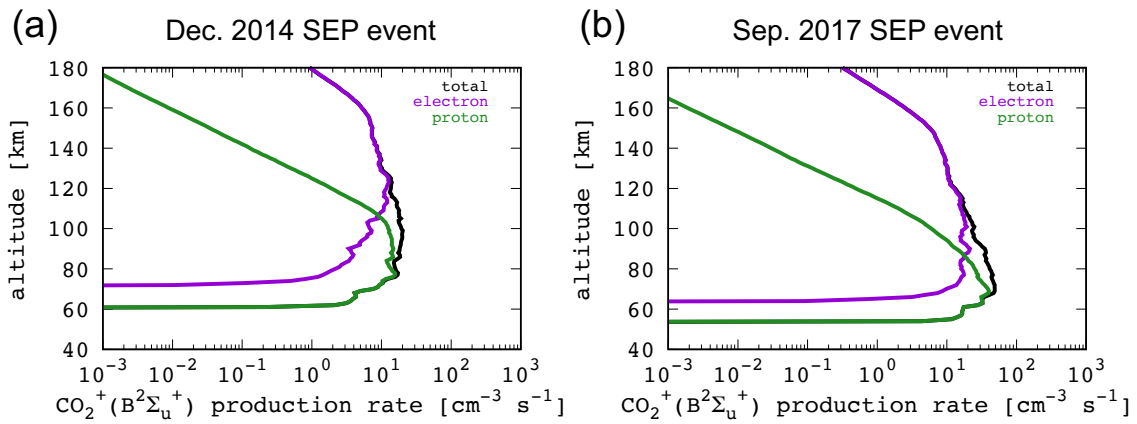 (a) Dec. 2014 SEP event
180
160
140
120
100
80
60
40
altitude [km]
total
electron
proton
10⁻³ 10⁻² 10⁻¹ 10⁰ 10¹ 10² 10³
CO₂⁺(B²Σᵤ⁺) production rate [cm⁻³ s⁻¹]
(b) Sep. 2017 SEP event
180
160
140
120
100
80
60
40
altitude [km]
total
electron
proton
10⁻³ 10⁻² 10⁻¹ 10⁰ 10¹ 10² 10³
CO₂⁺(B²Σᵤ⁺) production rate [cm⁻³ s⁻¹]